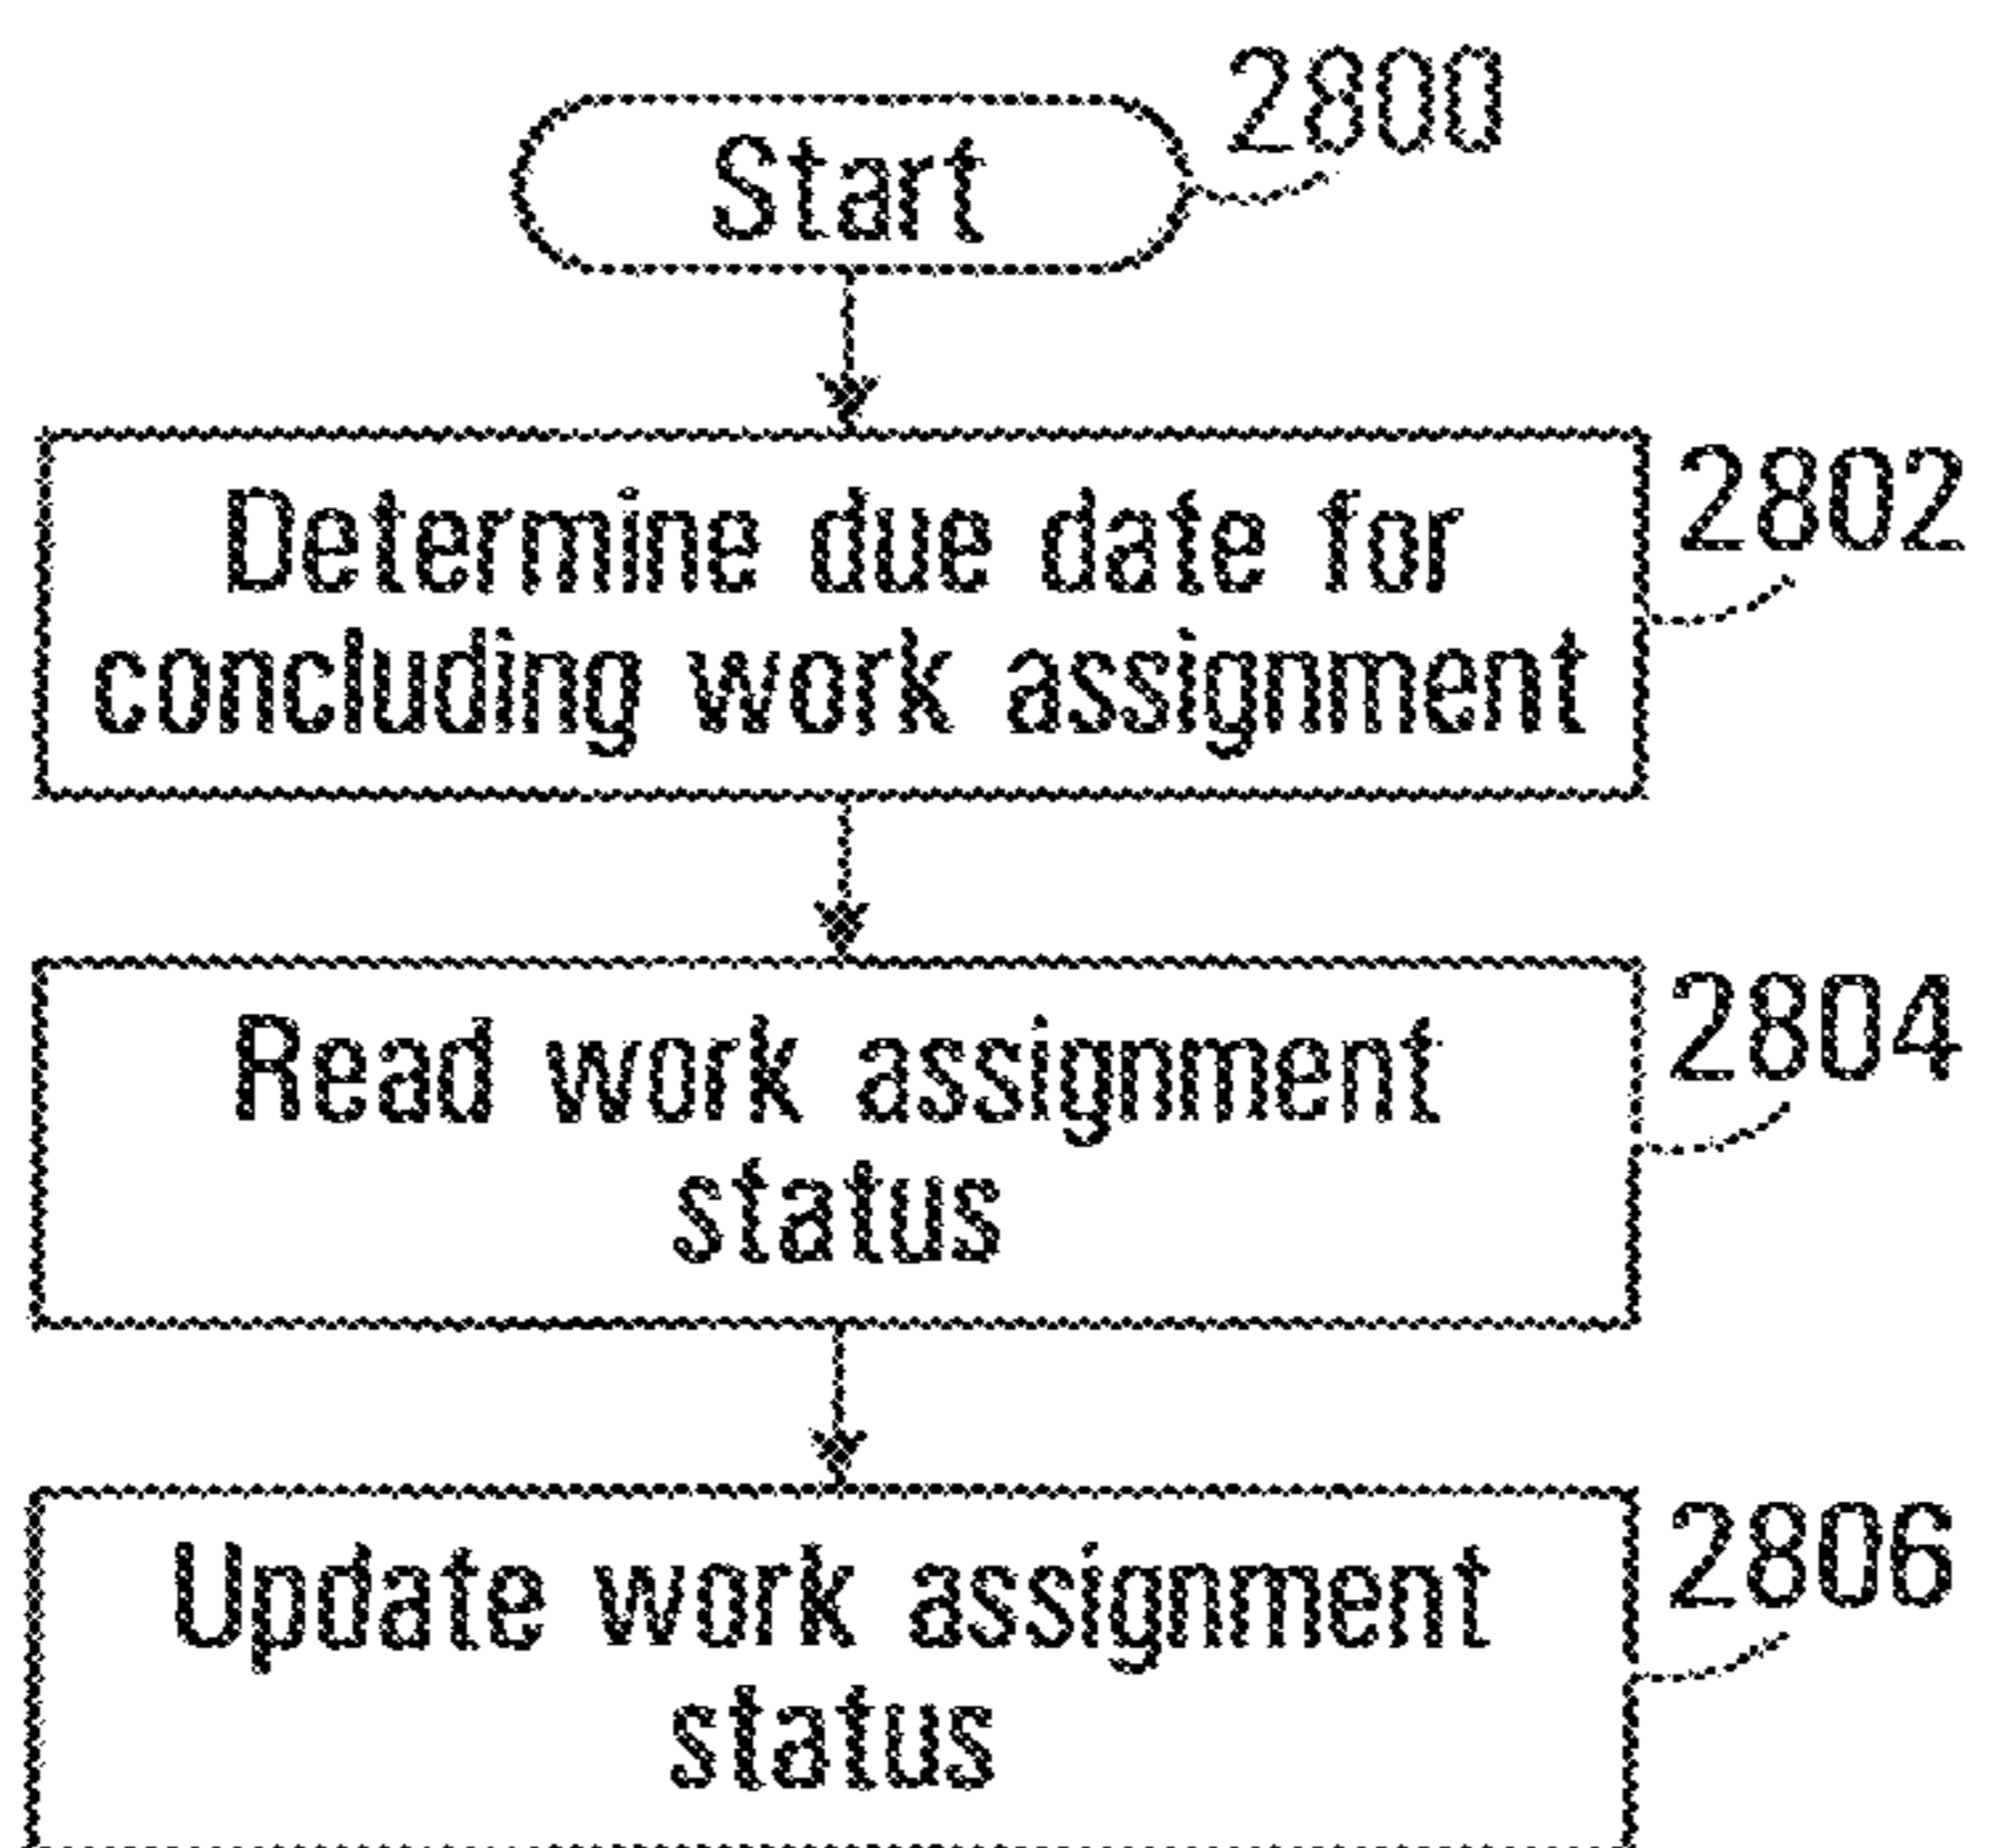 2800
Start
2802
Determine due date for
concluding work assignment
2804
Read work assignment
status
2806
Update work assignment
status